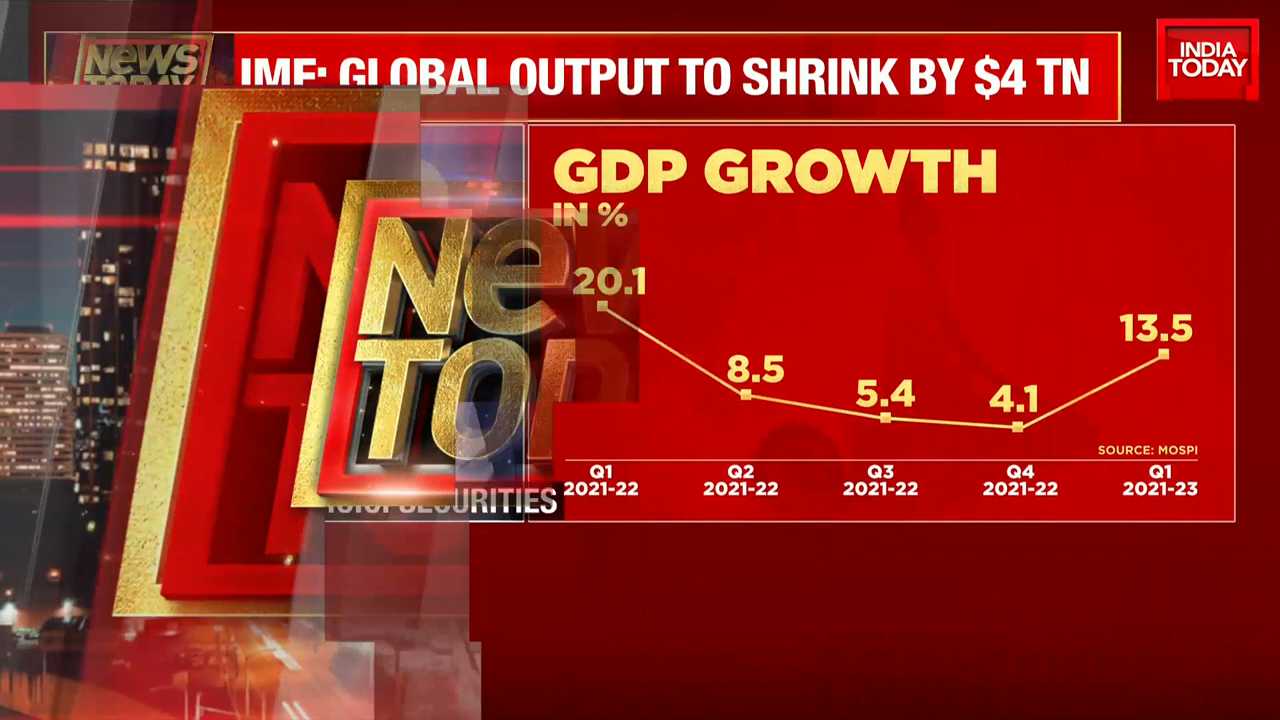 NEWS
TODAY
IMF: GLOBAL OUTPUT TO SHRINK BY $4 TN
INDIA
TODAY
GDP GROWTH
IN %
20.1
8.5
5.4
4.1
13.5
SOURCE: MOSPI
Q1
2021-22
Q2
2021-22
Q3
2021-22
Q4
2021-22
Q1
2021-23
SECURITIES